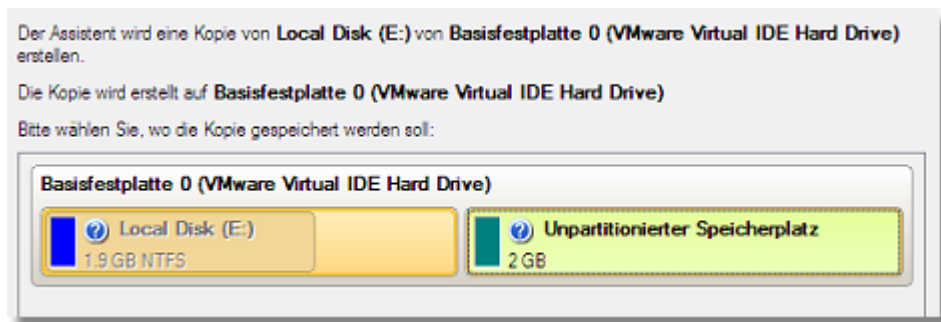 Der Assistent wird eine Kopie von Local Disk (E:) von Basisfestplatte 0 (VMware Virtual IDE Hard Drive)
erstellen.
Die Kopie wird erstellt auf Basisfestplatte 0 (VMware Virtual IDE Hard Drive)
Bitte wählen Sie, wo die Kopie gespeichert werden soll:
Basisfestplatte 0 (VMware Virtual IDE Hard Drive)
Local Disk (E:)
1.9 GB NTFS
Unpartitionierter Speicherplatz
2 GB